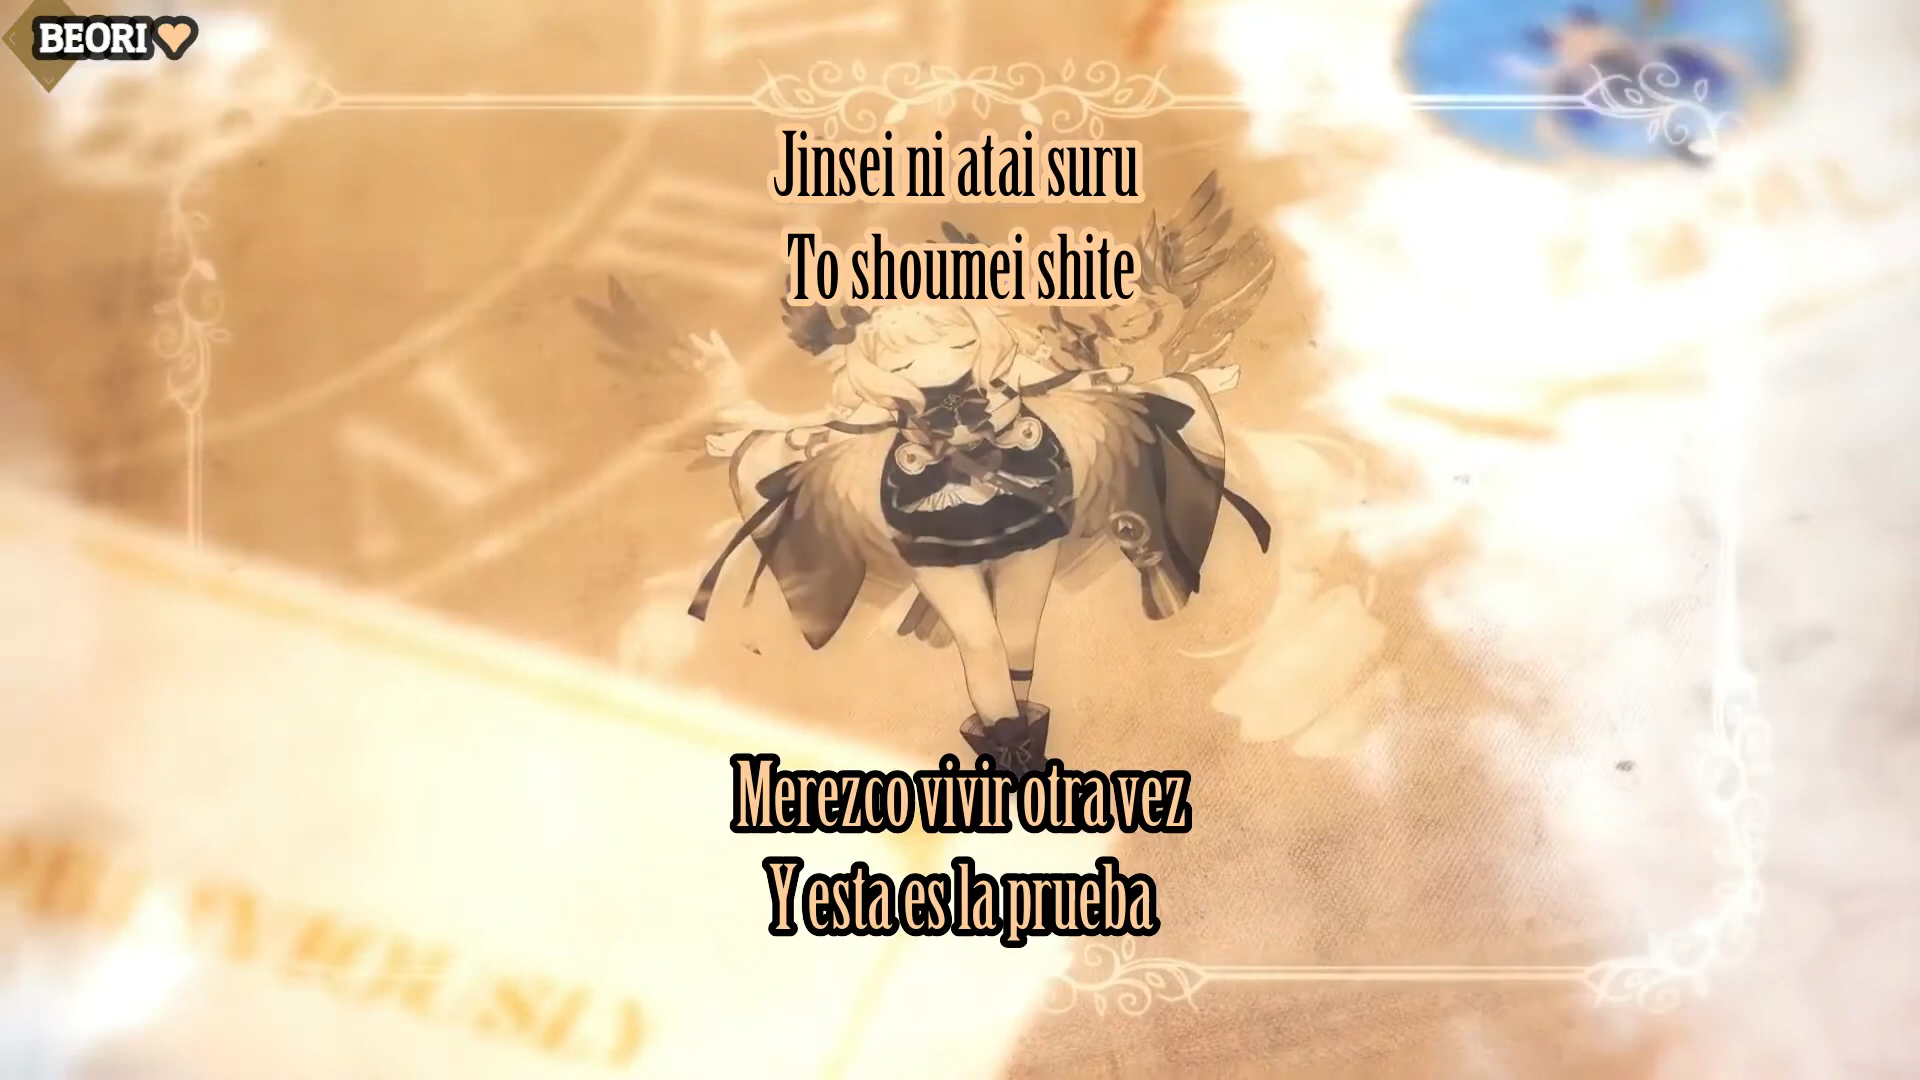 BEORI
Jinsei ni atai suru
To shoumei shite
Merezco vivir otra vez
Y esta es la prueba